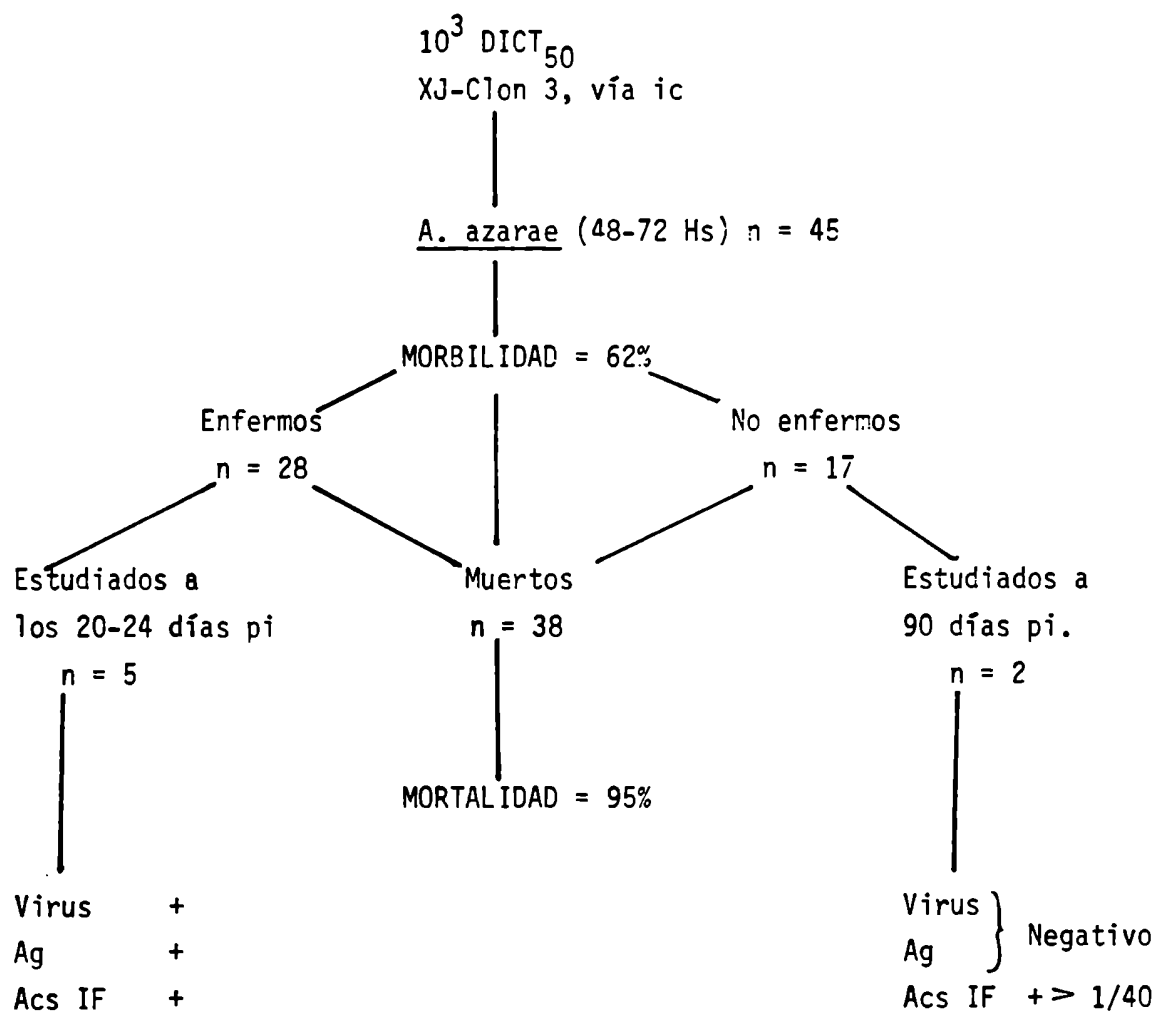 10³ DICT₅₀
XJ-Clon 3, vía ic
A. azarae (48-72 Hs) n = 45
MORBILIDAD = 62%
Enfermos
n = 28
No enfermos
n = 17
Estudiados a
los 20-24 días pi
n = 5
Muertos
n = 38
Estudiados a
90 días pi.
n = 2
MORTALIDAD = 95%
Virus +
Ag +
Acs IF +
Virus
Ag
} Negativo
Acs IF + > 1/40